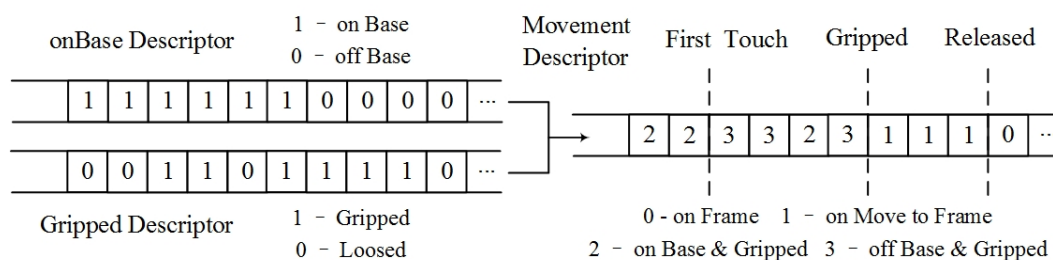 onBase Descriptor
1 - on Base
0 - off Base
1 1 1 1 1 1 0 0 0 0 ...
0 0 1 1 0 1 1 1 1 0 ...
Gripped Descriptor
1 - Gripped
0 - Loosed
Movement
Descriptor
First Touch
Gripped
Released
2 2 3 3 2 3 1 1 1 0 ...
0 - on Frame 1 - on Move to Frame
2 - on Base & Gripped 3 - off Base & Gripped